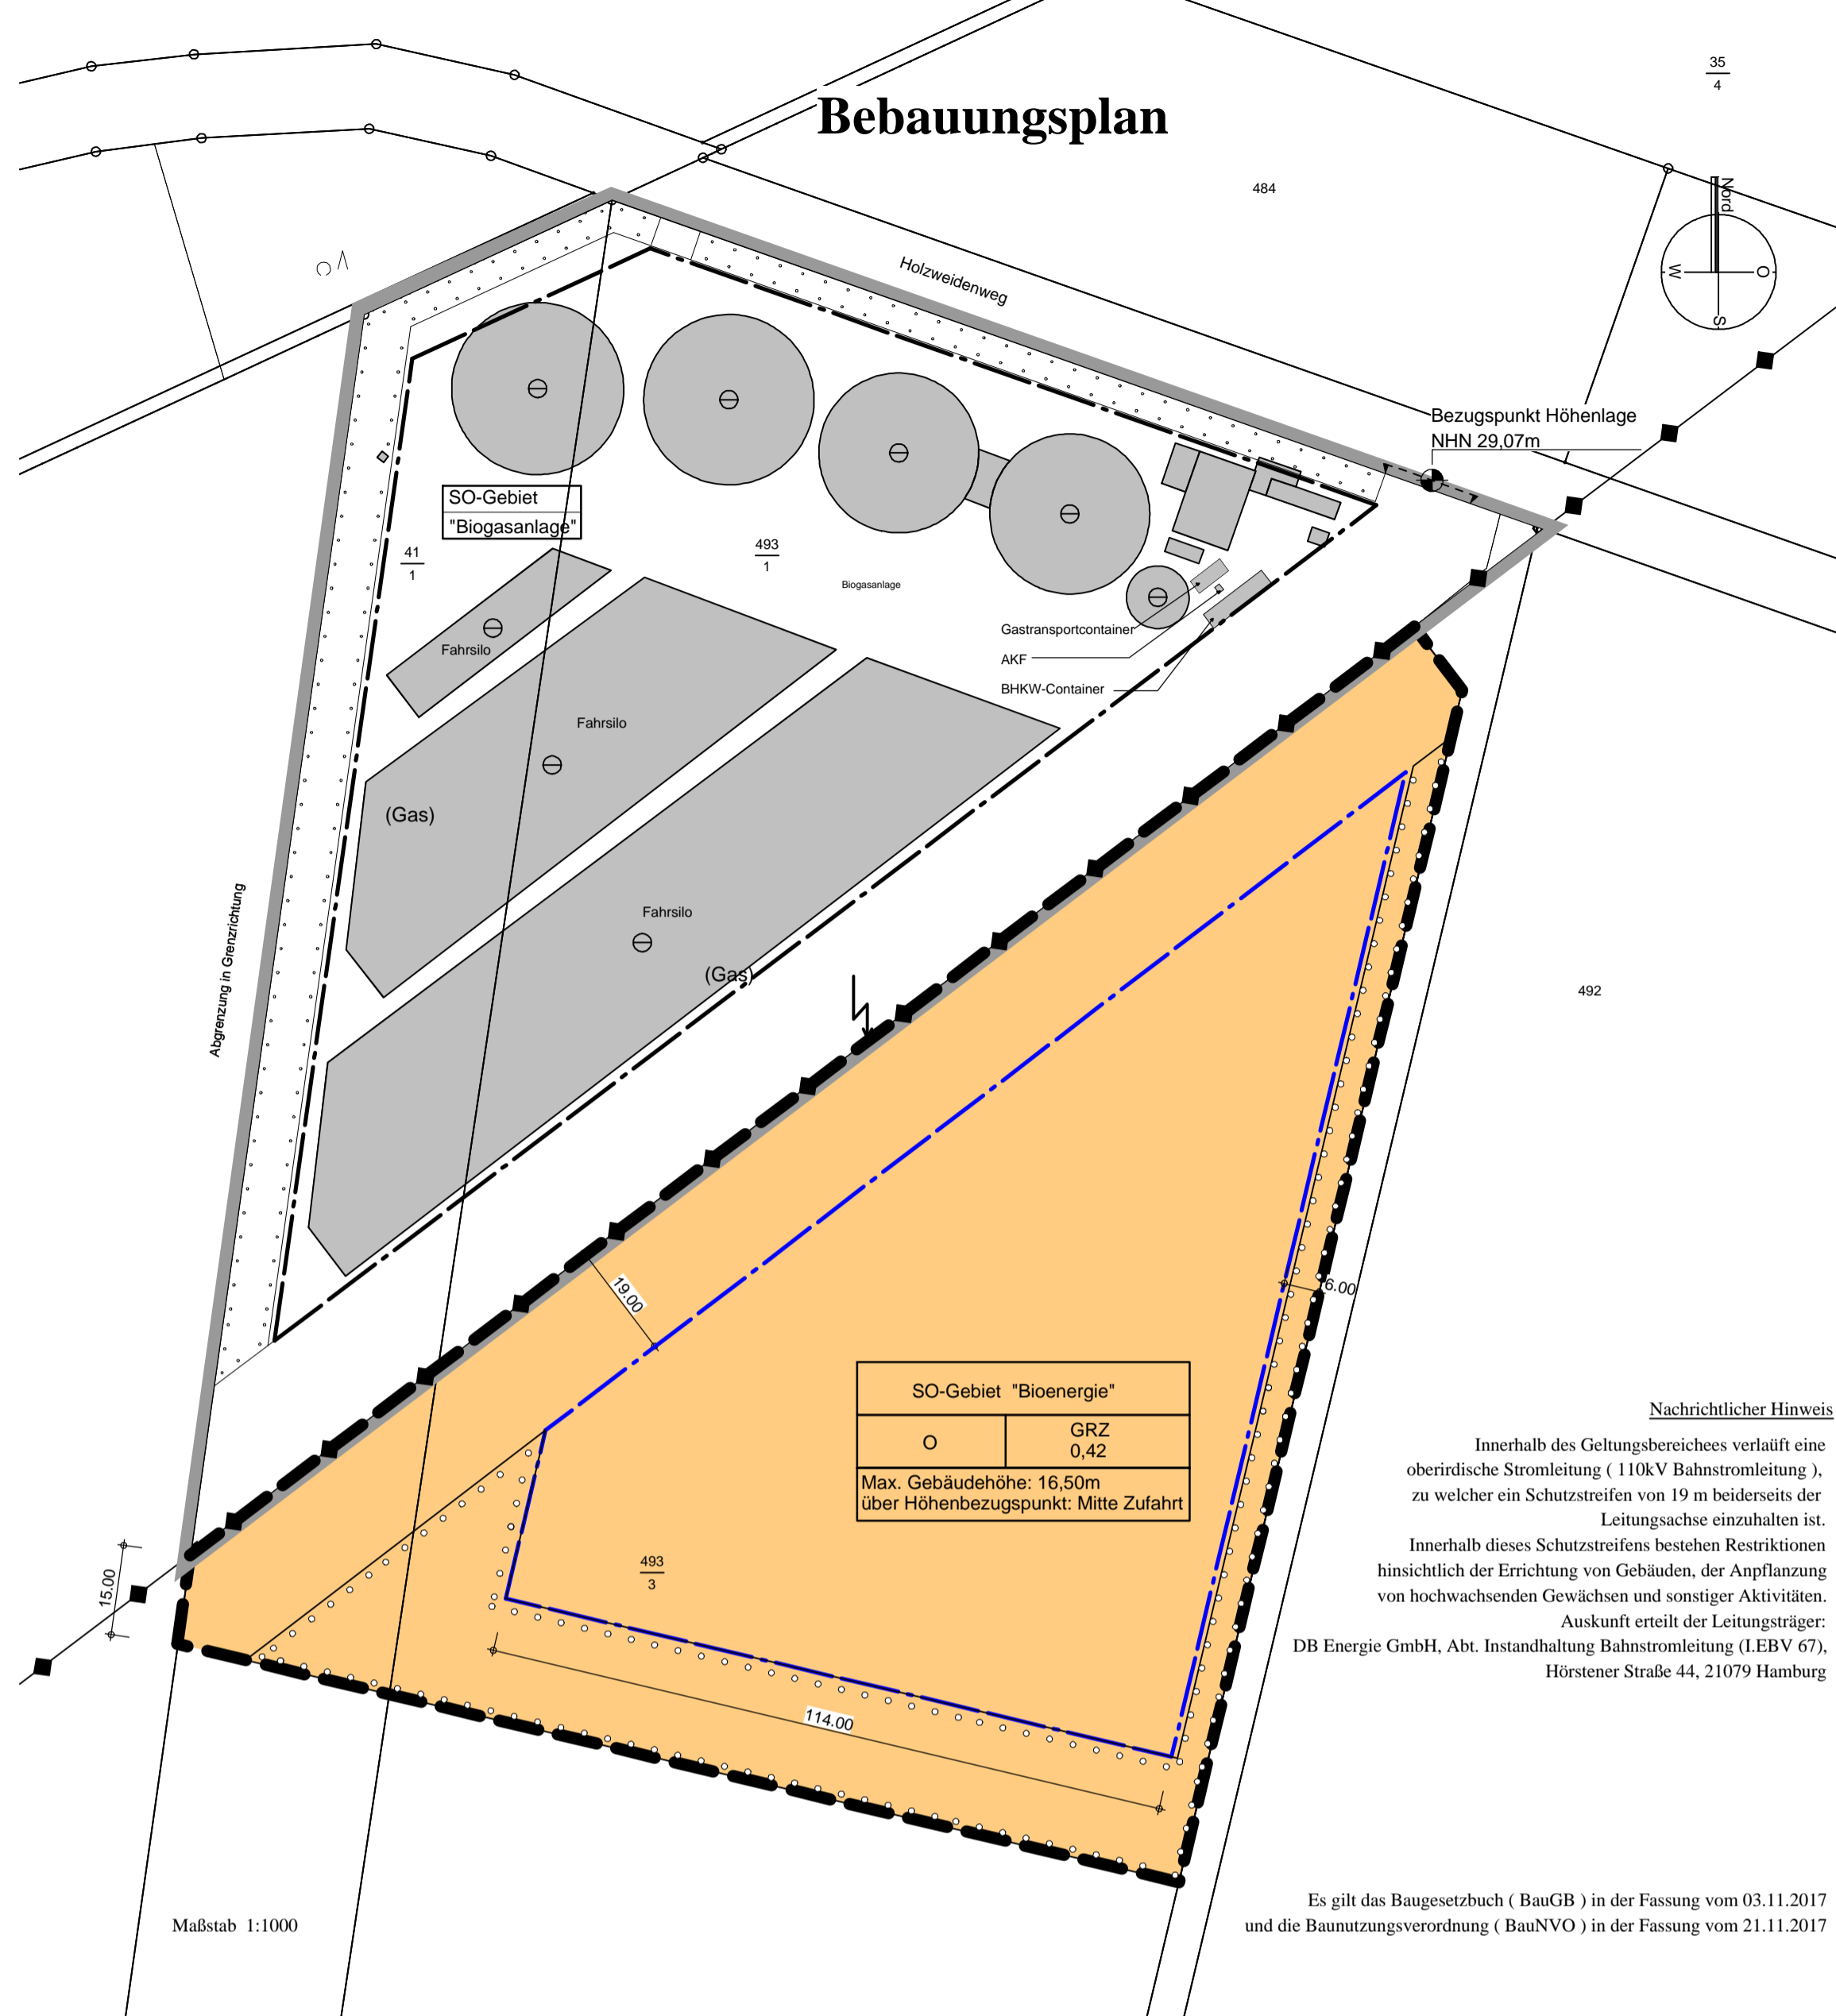 Bebauungsplan
35
4
484
Nord
W
O
S
Holzweidenweg
Bezugspunkt Höhenlage
NHN 29,07m
SO-Gebiet
"Biogasanlage"
41
1
493
1
Biogasanlage
Gastransportcontainer
AKF
BHKW-Container
Fahrsilo
Fahrsilo
(Gas)
Fahrsilo
(Gas)
Abgrenzung in Grenzrichtung
492
19.00
6.00
SO-Gebiet "Bioenergie"
O
GRZ
0,42
Max. Gebäudehöhe: 16,50m
über Höhenbezugspunkt: Mitte Zufahrt
493
3
15.00
114.00
Nachrichtlicher Hinweis
Innerhalb des Geltungsbereichees verläuft eine
oberirdische Stromleitung ( 110kV Bahnstromleitung ),
zu welcher ein Schutzstreifen von 19 m beiderseits der
Leitungsachse einzuhalten ist.
Innerhalb dieses Schutzstreifens bestehen Restriktionen
hinsichtlich der Errichtung von Gebäuden, der Anpflanzung
von hochwachsenden Gewächsen und sonstiger Aktivitäten.
Auskunft erteilt der Leitungsträger:
DB Energie GmbH, Abt. Instandhaltung Bahnstromleitung (I.EBV 67),
Hörstener Straße 44, 21079 Hamburg
Maßstab 1:1000
Es gilt das Baugesetzbuch ( BauGB ) in der Fassung vom 03.11.2017
und die Baunutzungsverordnung ( BauNVO ) in der Fassung vom 21.11.2017